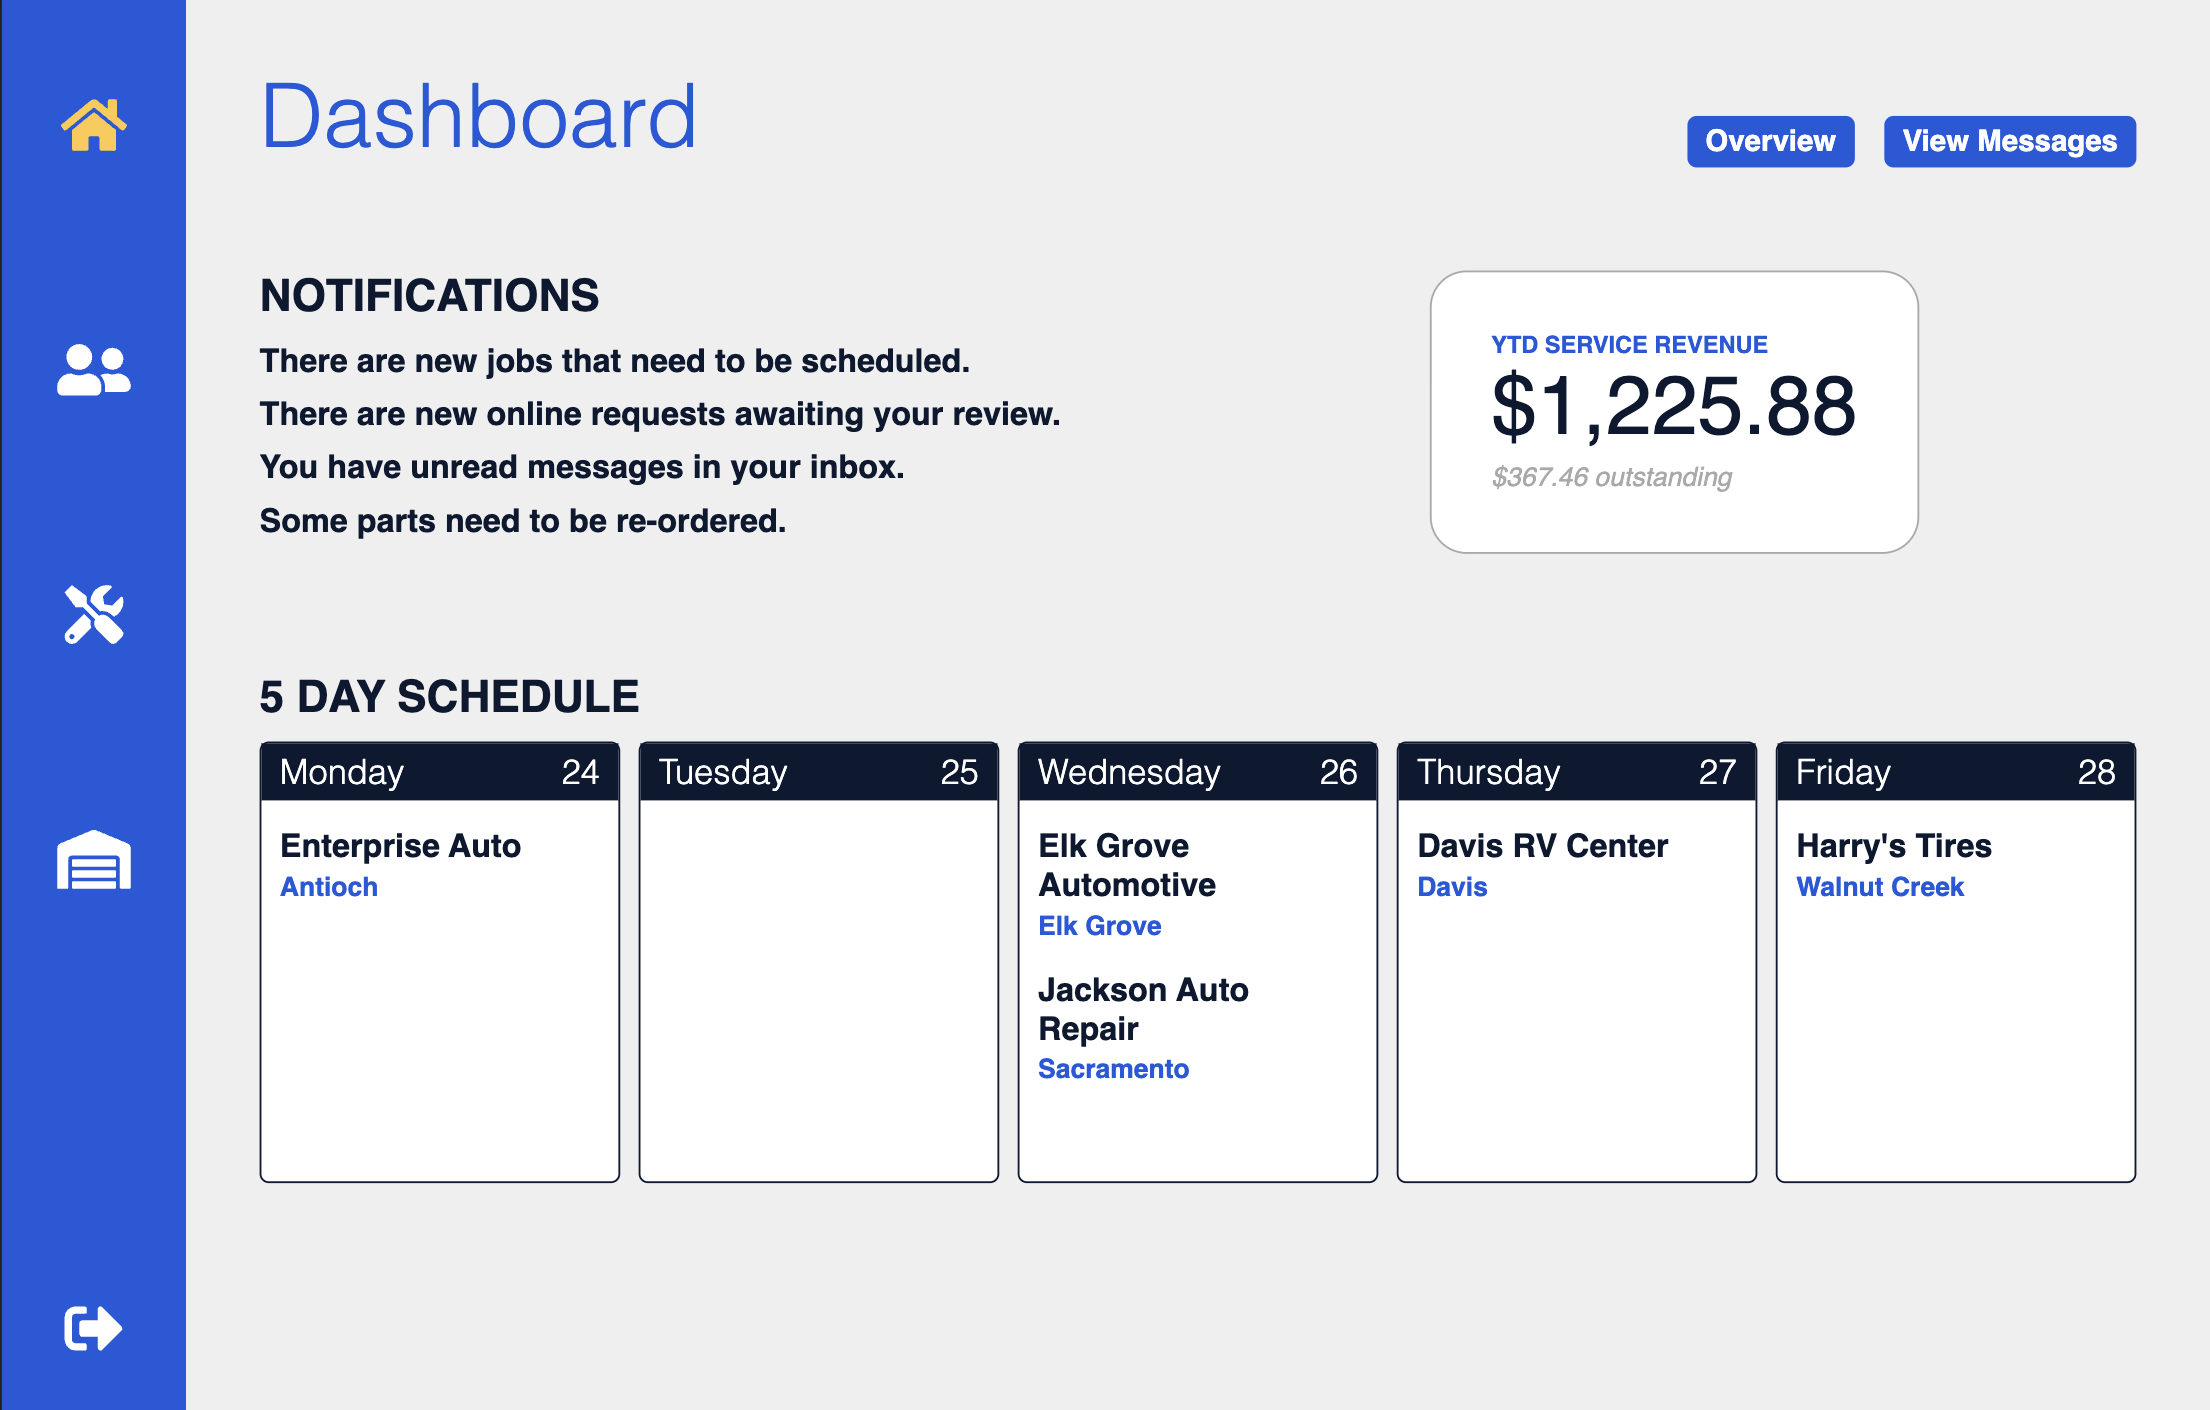 Dashboard
Overview
View Messages
NOTIFICATIONS
There are new jobs that need to be scheduled.
There are new online requests awaiting your review.
You have unread messages in your inbox.
Some parts need to be re-ordered.
YTD SERVICE REVENUE
$1,225.88
$367.46 outstanding
5 DAY SCHEDULE
Monday 24
Enterprise Auto
Antioch
Tuesday 25
Wednesday 26
Elk Grove
Automotive
Elk Grove
Jackson Auto
Repair
Sacramento
Thursday 27
Davis RV Center
Davis
Friday 28
Harry's Tires
Walnut Creek